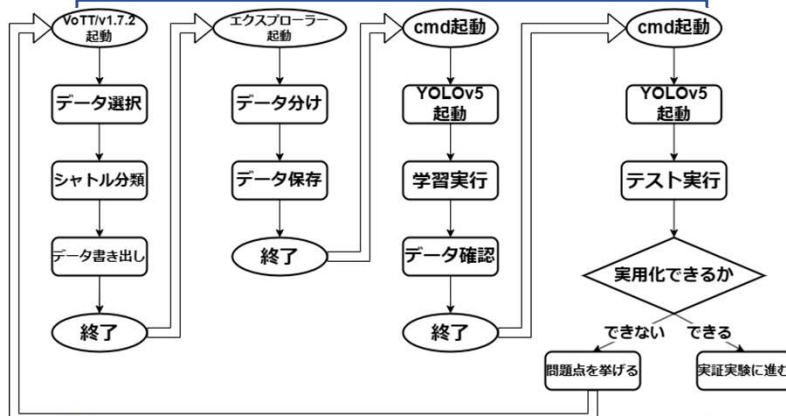 VoTT/v1.7.2
起動
データ選択
シャトル分類
データ書き出し
終了
エクスプローラー
起動
データ分け
データ保存
終了
cmd起動
YOLOv5
起動
学習実行
データ確認
終了
cmd起動
YOLOv5
起動
テスト実行
実用化できるか
できない
できる
問題点を挙げる
実証実験に進む